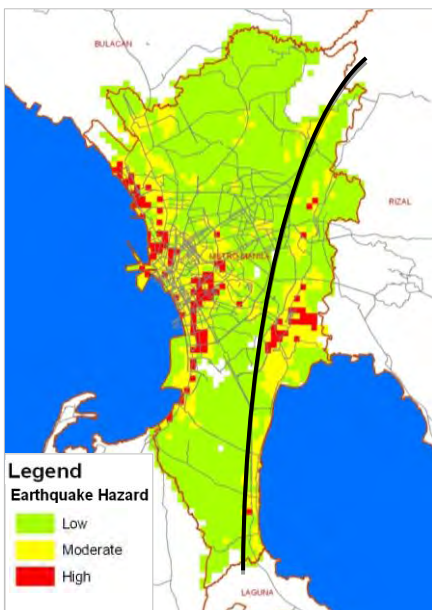 BULACAN
RIZAL
METRO MANILA
Legend
Earthquake Hazard
Low
Moderate
High
LAGUNA